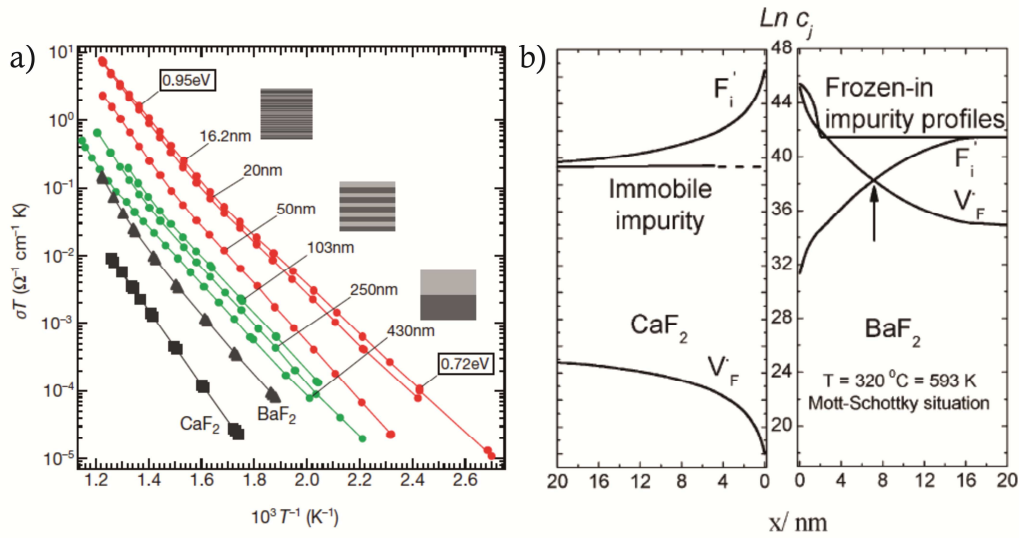 a)
σT (Ω⁻¹ cm⁻¹ K)
10¹
10⁰
10⁻¹
10⁻²
10⁻³
10⁻⁴
10⁻⁵
0.95eV
16.2nm
20nm
50nm
103nm
250nm
430nm
0.72eV
CaF₂
BaF₂
1.2 1.4 1.6 1.8 2.0 2.2 2.4 2.6
10³ T⁻¹ (K⁻¹)
b)
Ln cⱼ
48
44
40
36
32
28
24
20
18
Fᵢ'
Immobile
impurity
CaF₂
V˙F
20 16 12 8 4 0
Frozen-in
impurity profiles
Fᵢ'
V˙F
BaF₂
T = 320 ⁰C = 593 K
Mott-Schottky situation
0 4 8 12 16 20
x/ nm